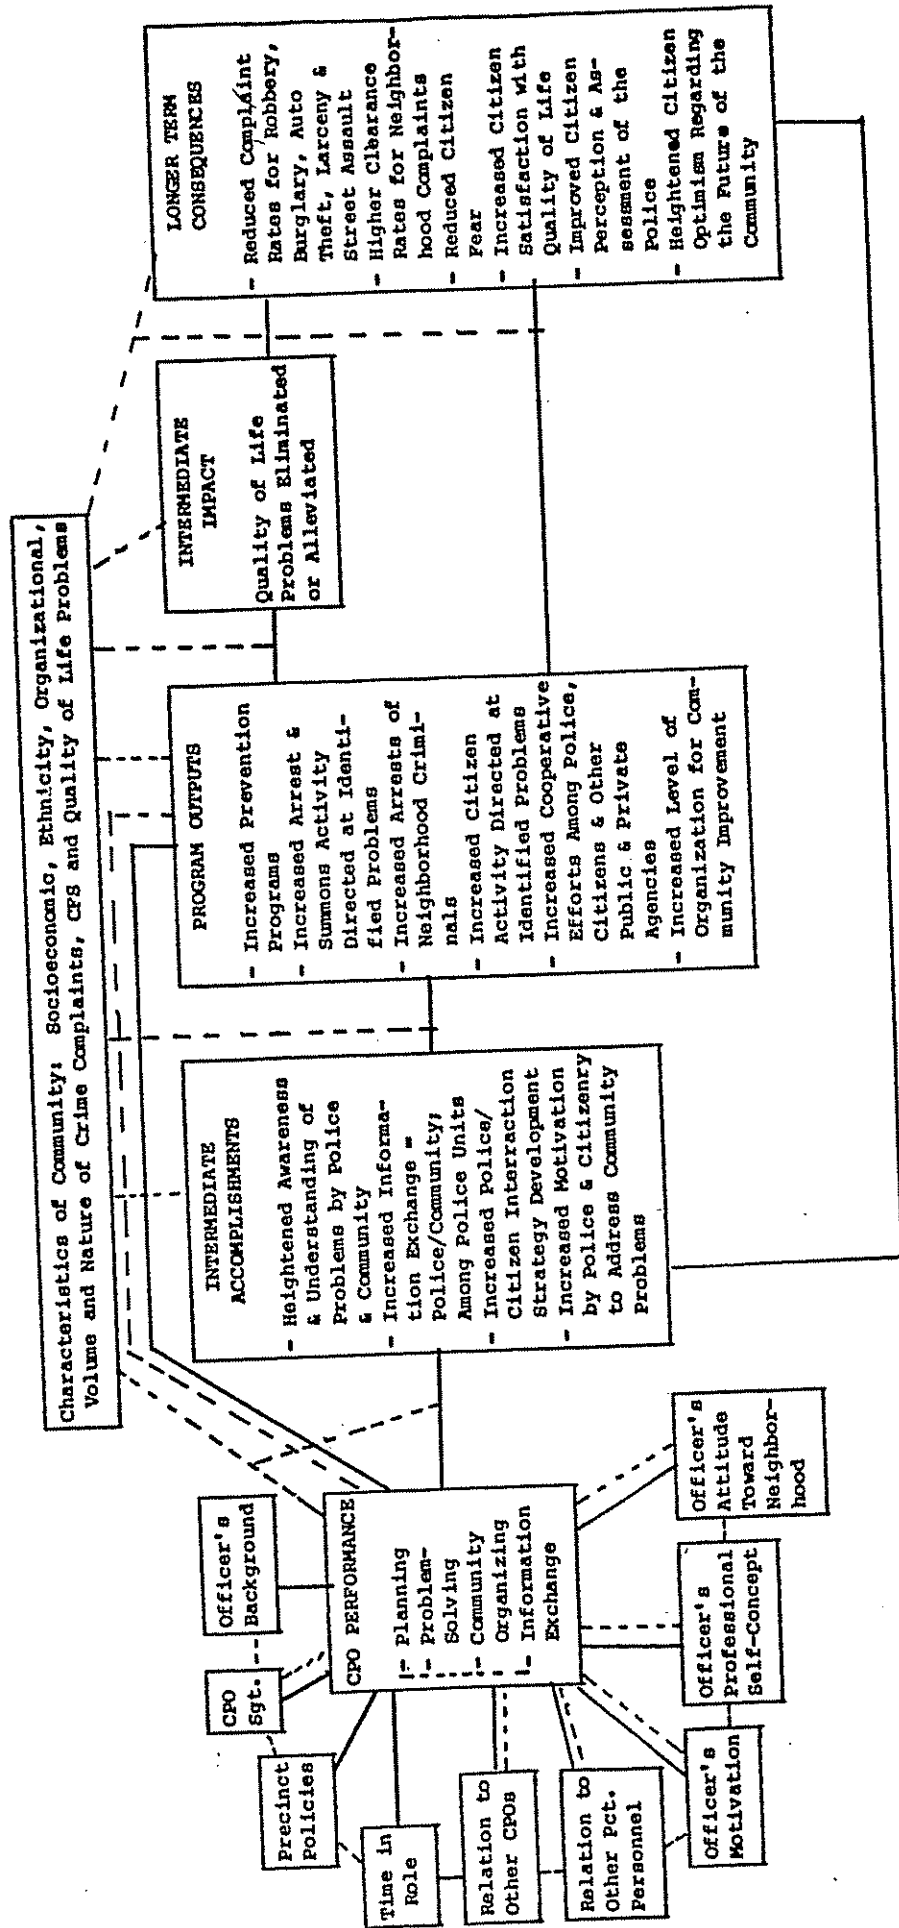 Characteristics of Community: Socioeconomic, Ethnicity, Organizational,
Volume and Nature of Crime Complaints, CFS and Quality of Life Problems
Officer's
Background
CPO
Sgt.
Precinct
Policies
Time in
Role
Relation to
Other CPOs
Relation to
Other Pct.
Personnel
Officer's
Motivation
Officer's
Professional
Self-Concept
Officer's
Attitude
Toward
Neighbor-
hood
CPO PERFORMANCE
- Planning
- Problem-
Solving
- Community
Organizing
- Information
Exchange
INTERMEDIATE
ACCOMPLISHMENTS
- Heightened Awareness
& Understanding of
Problems by Police
& Community
- Increased Informa-
tion Exchange -
Police/Community;
Among Police Units
- Increased Police/
Citizen Interraction
Strategy Development
- Increased Motivation
by Police & Citizenry
to Address Community
Problems
PROGRAM OUTPUTS
- Increased Prevention
Programs
- Increased Arrest &
Summons Activity
Directed at Identi-
fied Problems
- Increased Arrests of
Neighborhood Crimi-
nals
- Increased Citizen
Activity Directed at
Identified Problems
- Increased Cooperative
Efforts Among Police,
Citizens & Other
Public & Private
Agencies
- Increased Level of
Organization for Com-
munity Improvement
INTERMEDIATE
IMPACT
Quality of Life
Problems Eliminated
or Alleviated
LONGER TERM
CONSEQUENCES
- Reduced Complaint
Rates for Robbery,
Burglary, Auto
Theft, Larceny &
Street Assault
- Higher Clearance
Rates for Neighbor-
hood Complaints
- Reduced Citizen
Fear
- Increased Citizen
Satisfaction with
Quality of Life
- Improved Citizen
Perception & As-
sessment of the
Police
- Heightened Citizen
Optimism Regarding
the Future of the
Community